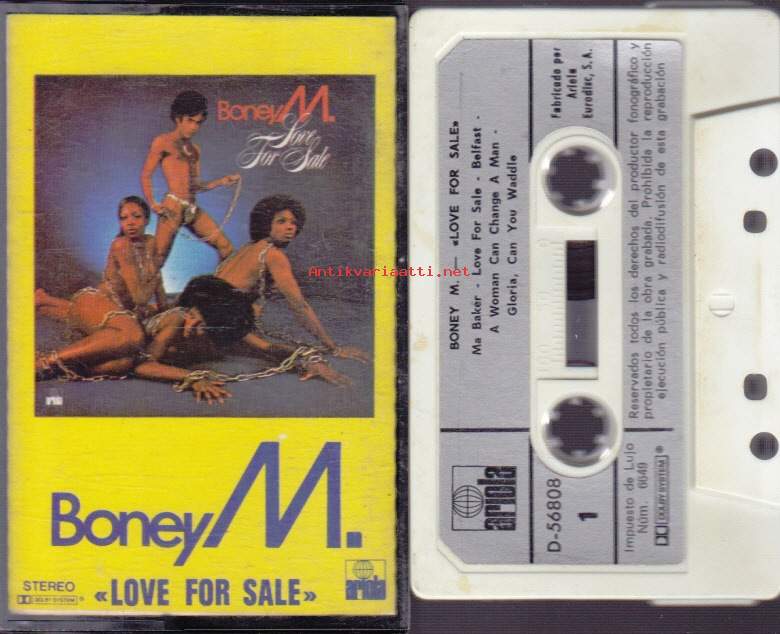 Boney M.
Love
For Sale
ariola
Boney M.
STEREO
DOLBY SYSTEM ®
«LOVE FOR SALE»
ariola
Antikvariaatti.net
BONEY M. — «LOVE FOR SALE»
Ma Baker - Love For Sale - Belfast -
A Woman Can Change A Man -
Gloria, Can You Waddle
Fabricado por
Ariola
Eurodisc, S.A.
Reservados todos los derechos del productor fonográfico y
propietario de la obra grabada. Prohibida la reproducción
ejecución pública y radiodifusión de esta grabación
ariola
D-56808
1
Impuesto de Lujo
Núm. 6649
DOLBY SYSTEM ®
100
50
0